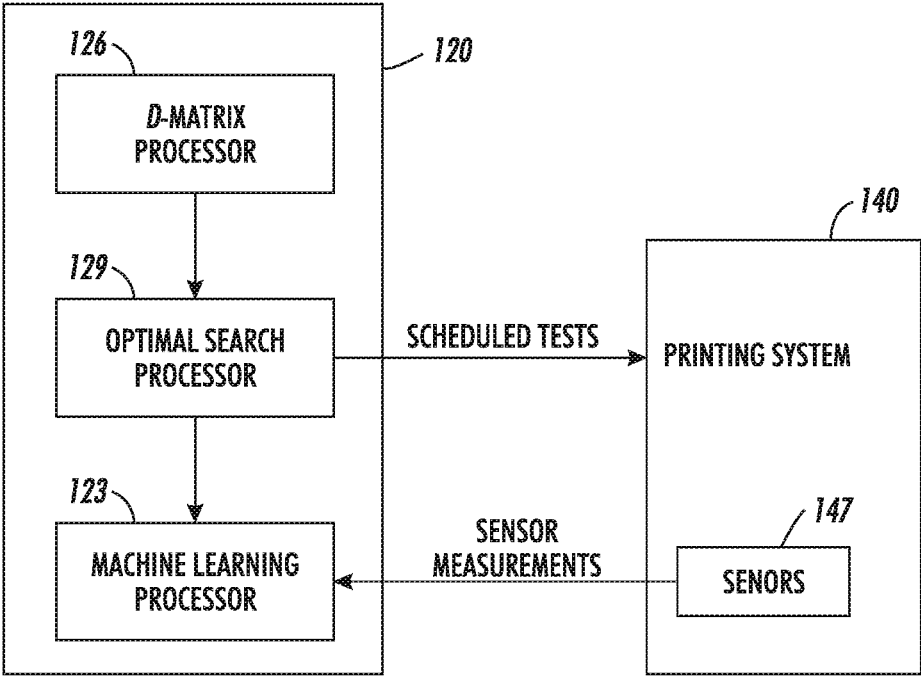 126
120
D-MATRIX
PROCESSOR
140
129
OPTIMAL SEARCH
PROCESSOR
SCHEDULED TESTS
PRINTING SYSTEM
123
MACHINE LEARNING
PROCESSOR
SENSOR
MEASUREMENTS
147
SENORS